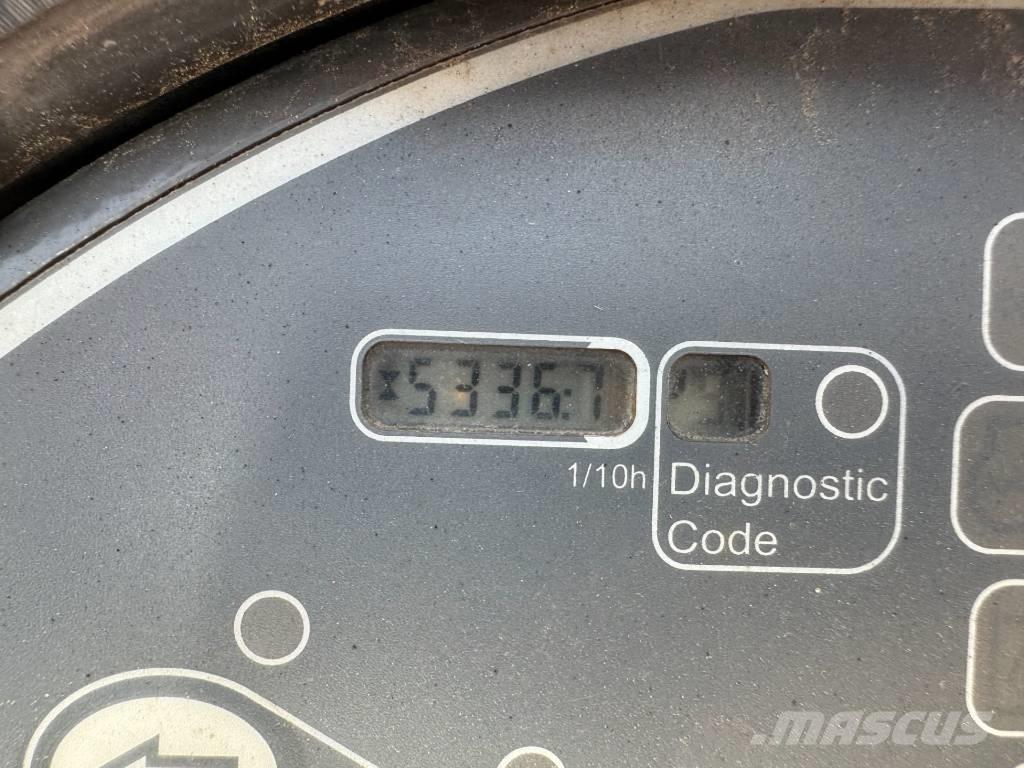 5336:7
1/10h
Diagnostic
Code
MASCUS